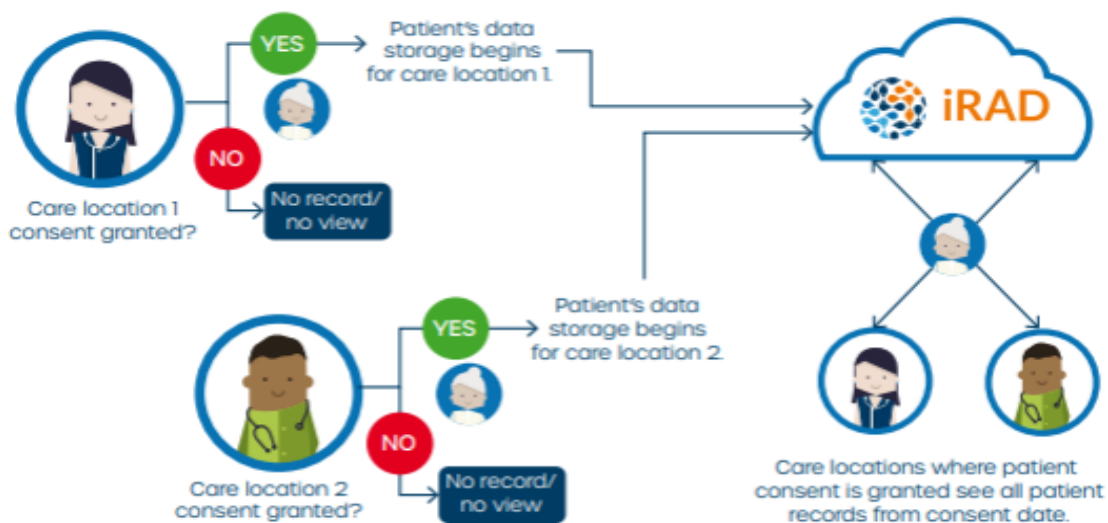 YES
Patient's data
storage begins
for care location 1.
iRAD
NO
No record/
no view
Care location 1
consent granted?
YES
Patient's data
storage begins
for care location 2.
NO
No record/
no view
Care location 2
consent granted?
Care locations where patient
consent is granted see all patient
records from consent date.